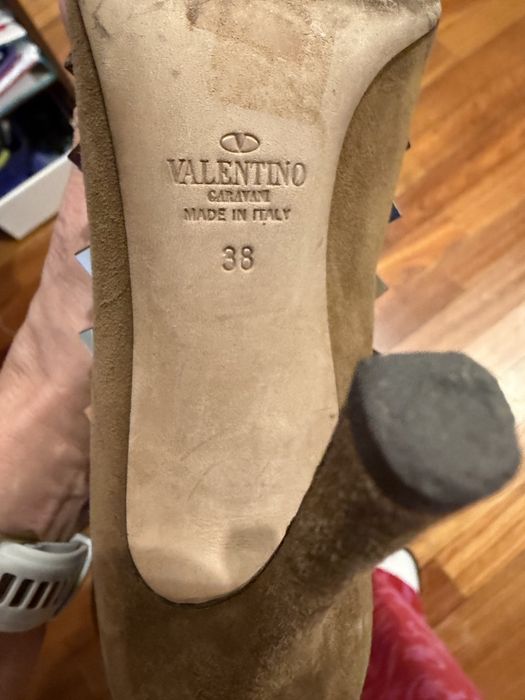 V
VALENTINO
GARAVANI
MADE IN ITALY
38